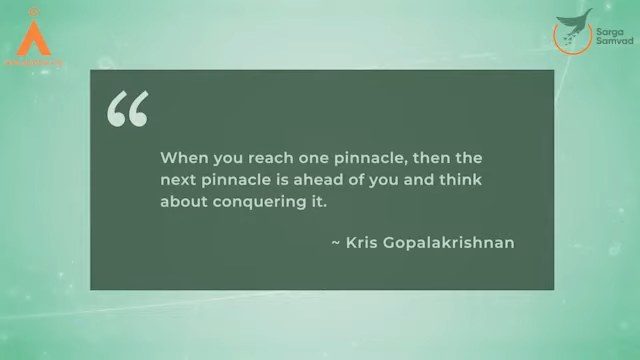 Sarga
Samvad
“
When you reach one pinnacle, then the
next pinnacle is ahead of you and think
about conquering it.
~ Kris Gopalakrishnan